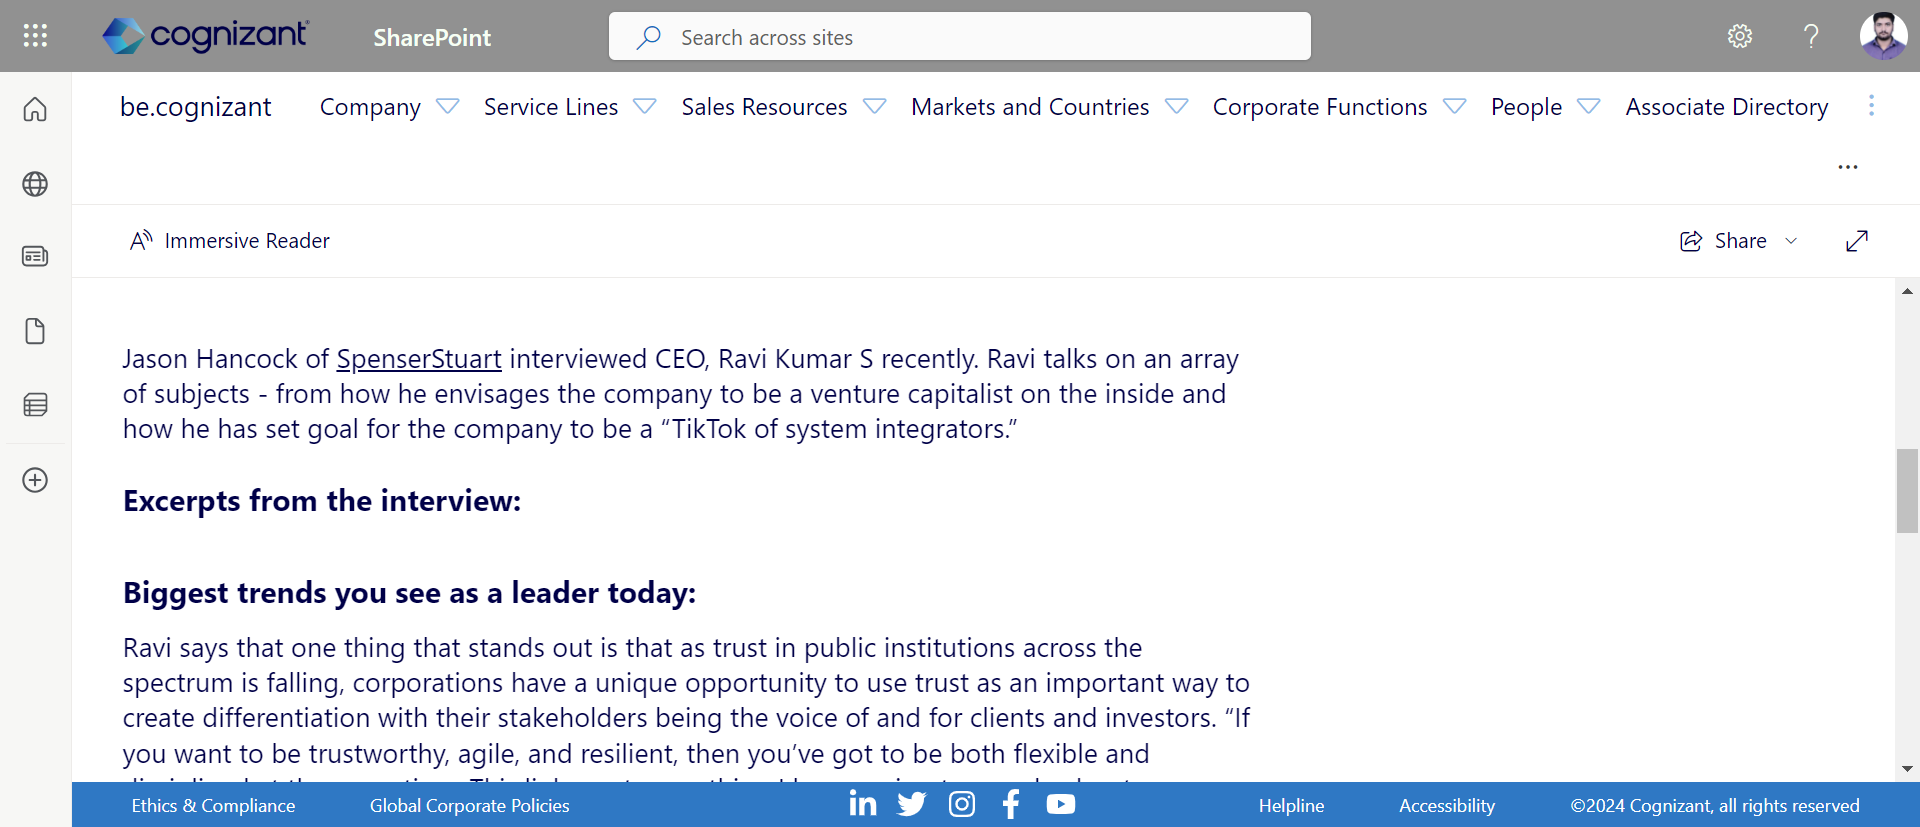 cognizant
SharePoint
Search across sites
be.cognizant
Company
Service Lines
Sales Resources
Markets and Countries
Corporate Functions
People
Associate Directory
Immersive Reader
Share
Jason Hancock of SpenserStuart interviewed CEO, Ravi Kumar S recently. Ravi talks on an array
of subjects - from how he envisages the company to be a venture capitalist on the inside and
how he has set goal for the company to be a “TikTok of system integrators.”
Excerpts from the interview:
Biggest trends you see as a leader today:
Ravi says that one thing that stands out is that as trust in public institutions across the
spectrum is falling, corporations have a unique opportunity to use trust as an important way to
create differentiation with their stakeholders being the voice of and for clients and investors. “If
you want to be trustworthy, agile, and resilient, then you’ve got to be both flexible and
Ethics & Compliance
Global Corporate Policies
Helpline
Accessibility
©2024 Cognizant, all rights reserved